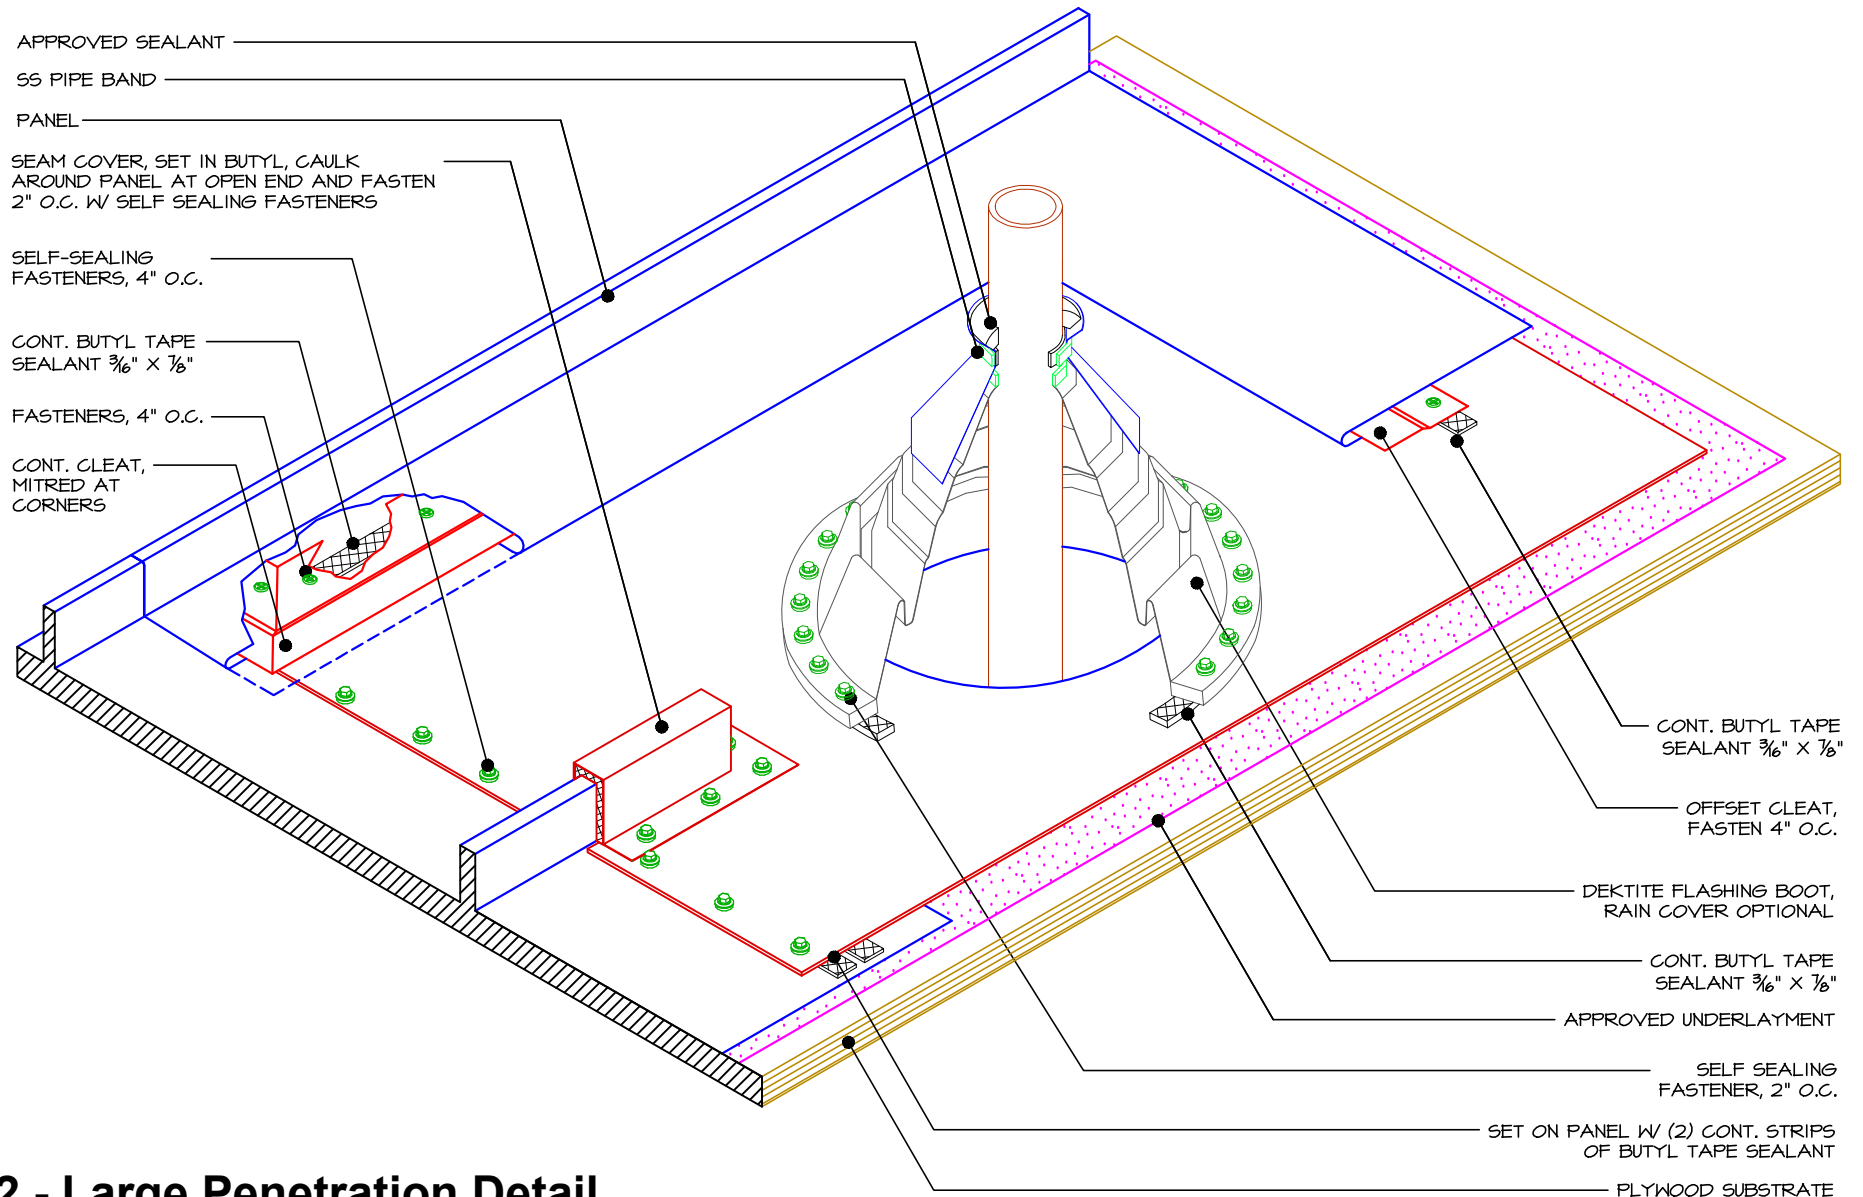 APPROVED SEALANT
SS PIPE BAND
PANEL
SEAM COVER, SET IN BUTYL, CAULK
AROUND PANEL AT OPEN END AND FASTEN
2" O.C. W/ SELF SEALING FASTENERS
SELF-SEALING
FASTENERS, 4" O.C.
CONT. BUTYL TAPE
SEALANT 3/16" X 7/8"
FASTENERS, 4" O.C.
CONT. CLEAT,
MITRED AT
CORNERS
CONT. BUTYL TAPE
SEALANT 3/16" X 7/8"
OFFSET CLEAT,
FASTEN 4" O.C.
DEKTITE FLASHING BOOT,
RAIN COVER OPTIONAL
CONT. BUTYL TAPE
SEALANT 3/16" X 7/8"
APPROVED UNDERLAYMENT
SELF SEALING
FASTENER, 2" O.C.
SET ON PANEL W/ (2) CONT. STRIPS
OF BUTYL TAPE SEALANT
PLYWOOD SUBSTRATE
2 - Large Penetration Detail